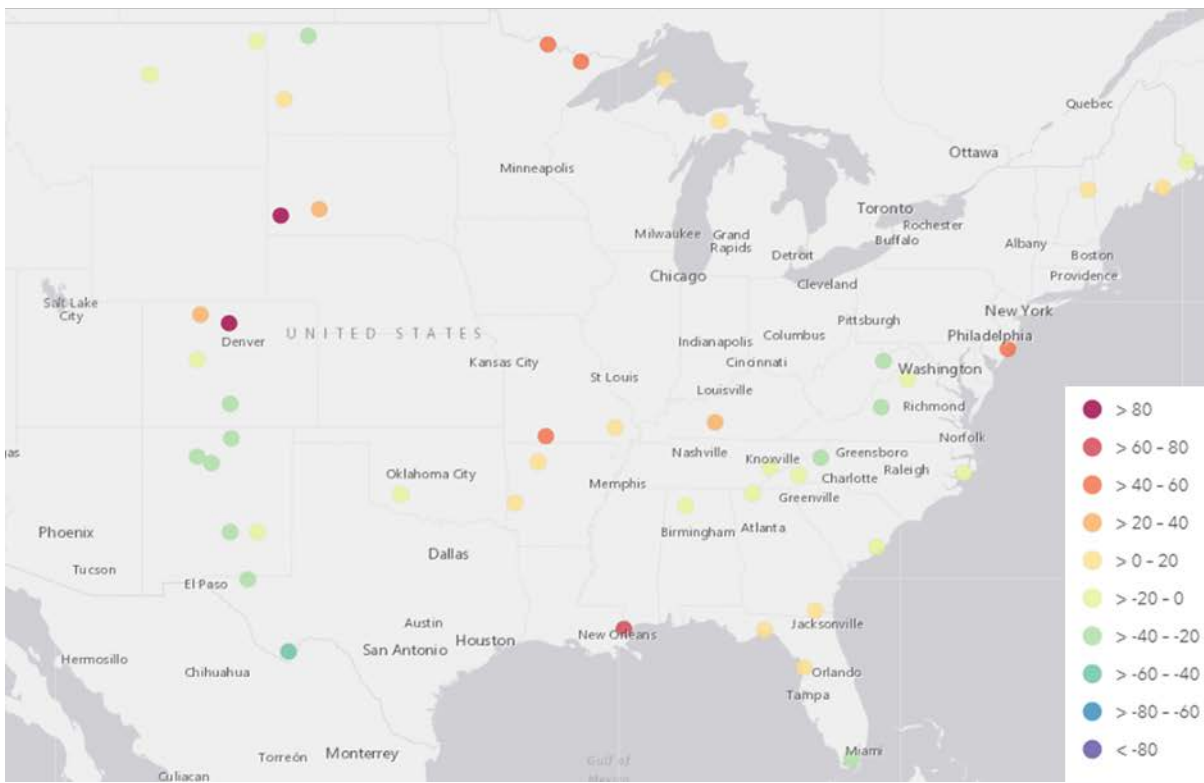 Quebec
Ottawa
Minneapolis
Toronto
Rochester
Buffalo
Milwaukee
Grand
Rapids
Albany
Detroit
Boston
Chicago
Cleveland
Providence
Salt Lake
City
New York
UNITED STATES
Pittsburgh
Denver
Columbus
Philadelphia
Indianapolis
Kansas City
Cincinnati
Washington
St Louis
Louisville
Richmond
Norfolk
Nashville
Knoxville
Greensboro
Raleigh
Oklahoma City
Charlotte
Memphis
Greenville
Phoenix
Birmingham
Atlanta
Dallas
Tucson
El Paso
Austin
Houston
New Orleans
Jacksonville
San Antonio
Hermosillo
Chihuahua
Orlando
Tampa
Torreón
Monterrey
Miami
Gulf of
Mexico
Culiacan
> 80
> 60 - 80
> 40 - 60
> 20 - 40
> 0 - 20
> -20 - 0
> -40 - -20
> -60 - -40
> -80 - -60
< -80